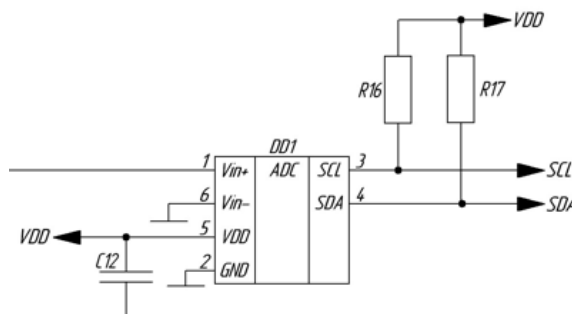 VDD
R16 R17
DD1
1 Vin+ ADC SCL 3 SCL
6 Vin- SDA 4 SDA
VDD 5 VDD
C12 2 GND